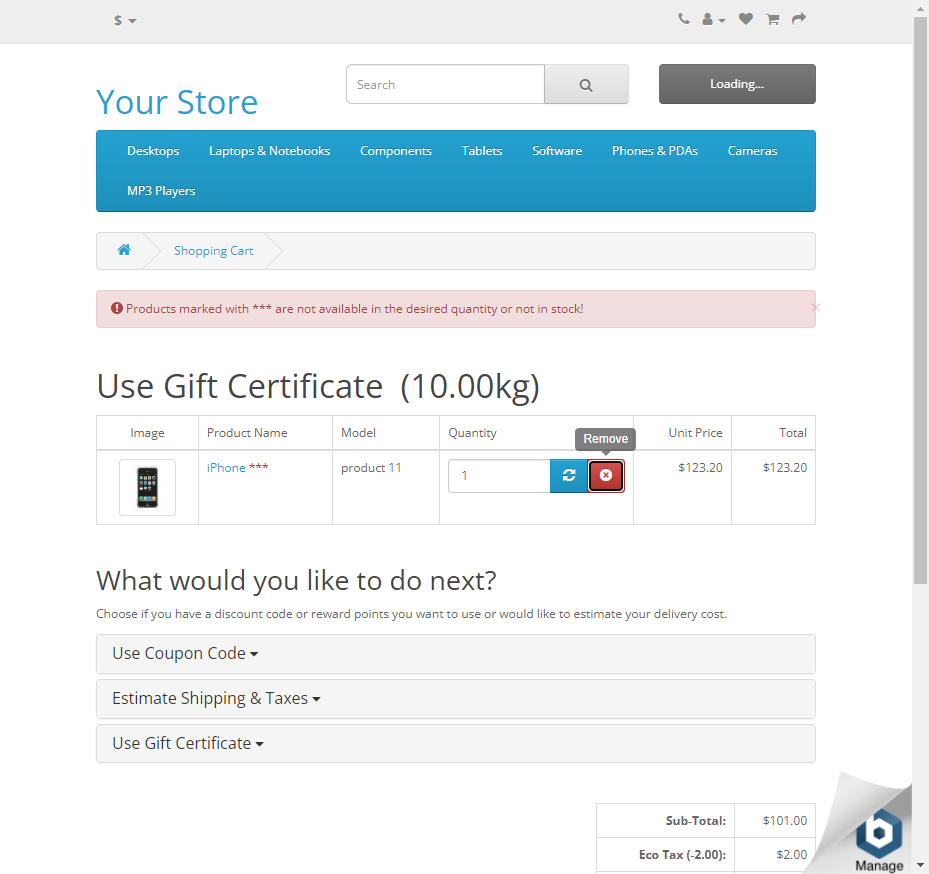 $
Search
Loading...
Your Store
Desktops Laptops & Notebooks Components Tablets Software Phones & PDAs Cameras
MP3 Players
Shopping Cart
Products marked with *** are not available in the desired quantity or not in stock!
×
Use Gift Certificate (10.00kg)
Image Product Name Model Quantity Unit Price Total
Remove
iPhone *** product 11 1 $123.20 $123.20
What would you like to do next?
Choose if you have a discount code or reward points you want to use or would like to estimate your delivery cost.
Use Coupon Code
Estimate Shipping & Taxes
Use Gift Certificate
Sub-Total: $101.00
Eco Tax (-2.00): $2.00
Manage